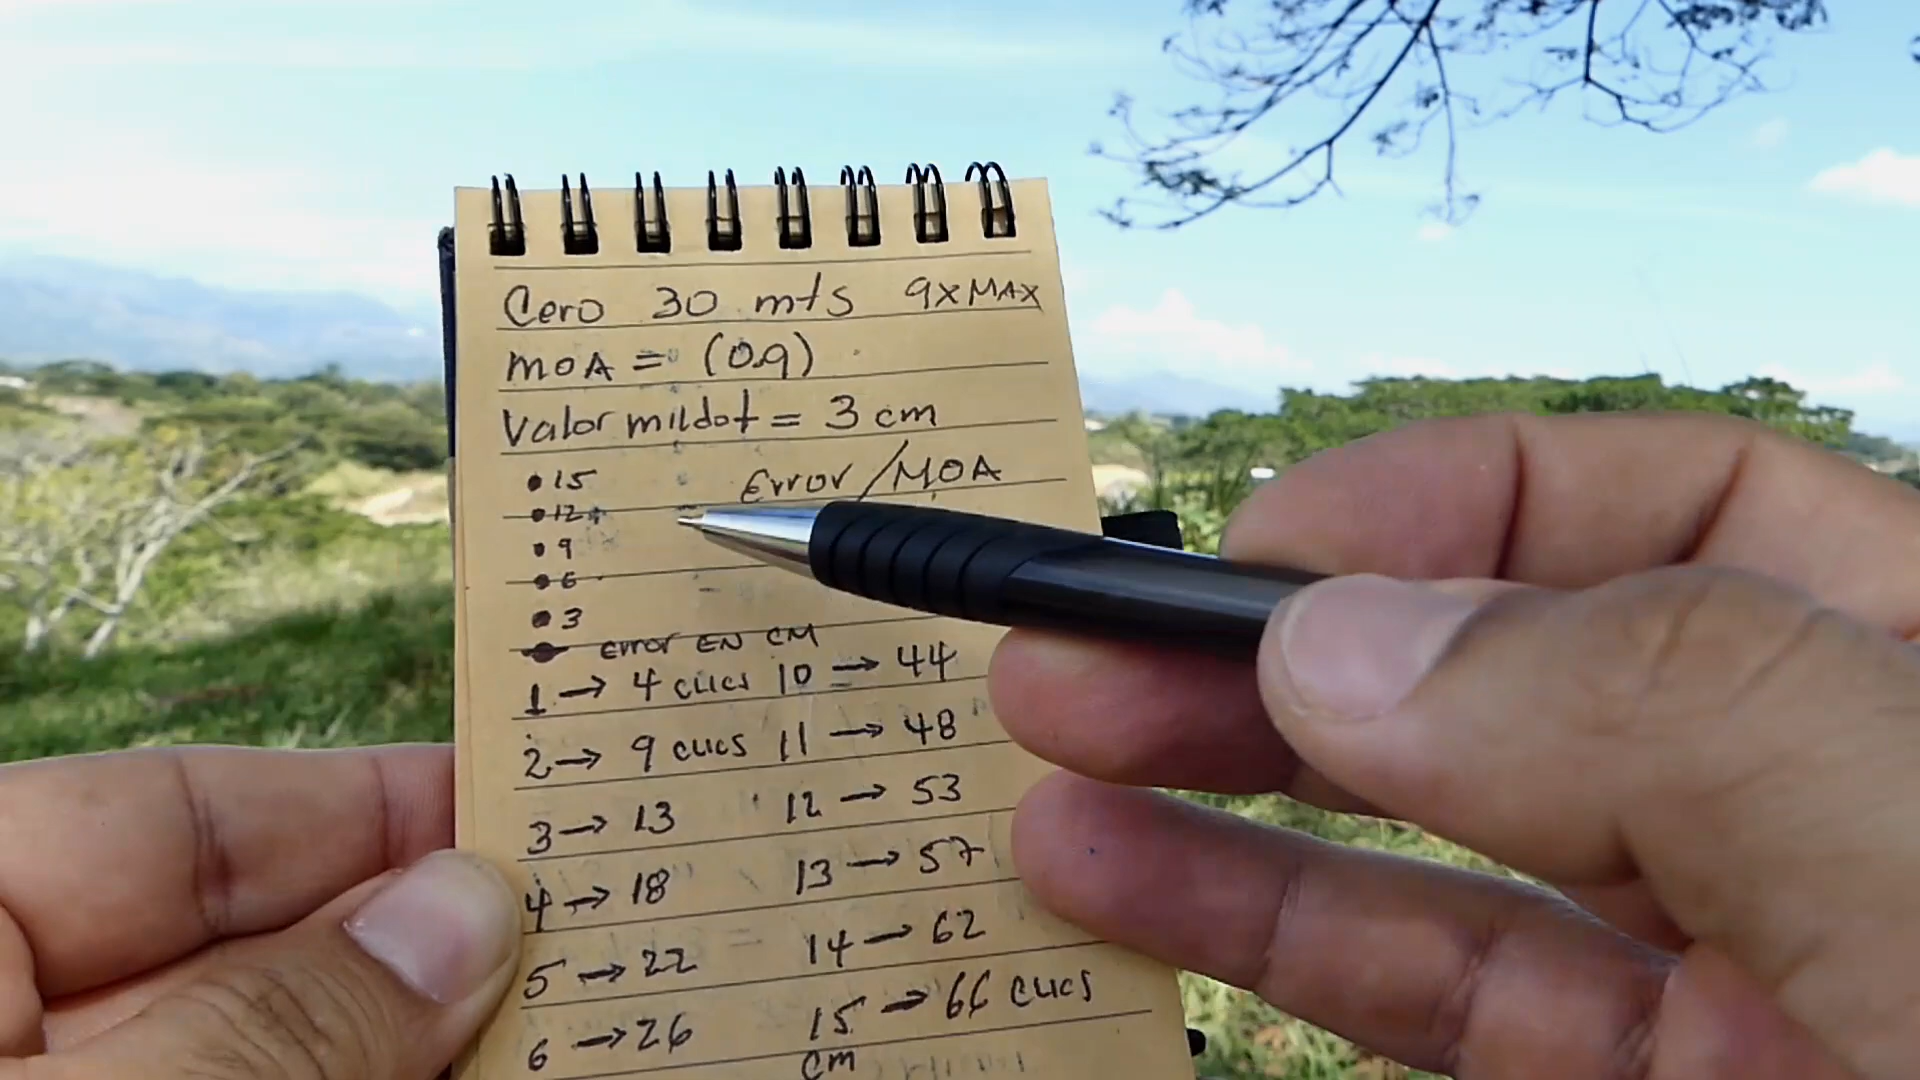 Cero 30 mts 9x MAX
MOA = (0.9)
Valor mildot = 3 cm
• 15 Error / MOA
• 12
• 9
• 6
• 3
error EN CM
1 → 4 clics 10 → 44
2 → 9 clics 11 → 48
3 → 13 12 → 53
4 → 18 13 → 57
5 → 22 14 → 62
6 → 26 15 → 66 clics
cm